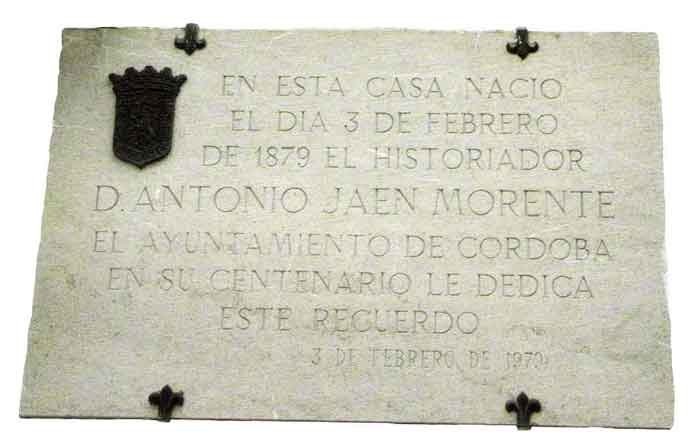 EN ESTA CASA NACIO
EL DIA 3 DE FEBRERO
DE 1879 EL HISTORIADOR
D. ANTONIO JAEN MORENTE
EL AYUNTAMIENTO DE CORDOBA
EN SU CENTENARIO LE DEDICA
ESTE RECUERDO
3 DE FEBRERO DE 1979